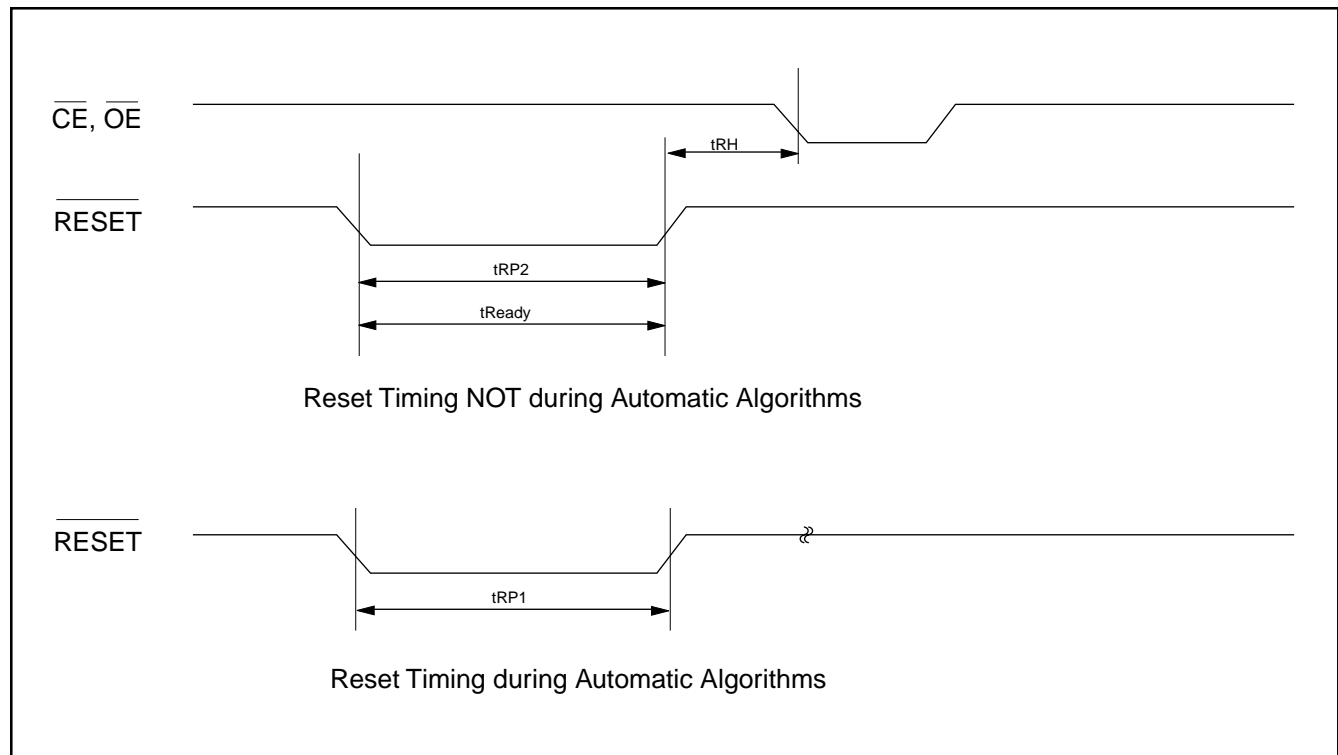 CE, OE
tRH
RESET
tRP2
tReady
Reset Timing NOT during Automatic Algorithms
RESET
tRP1
Reset Timing during Automatic Algorithms